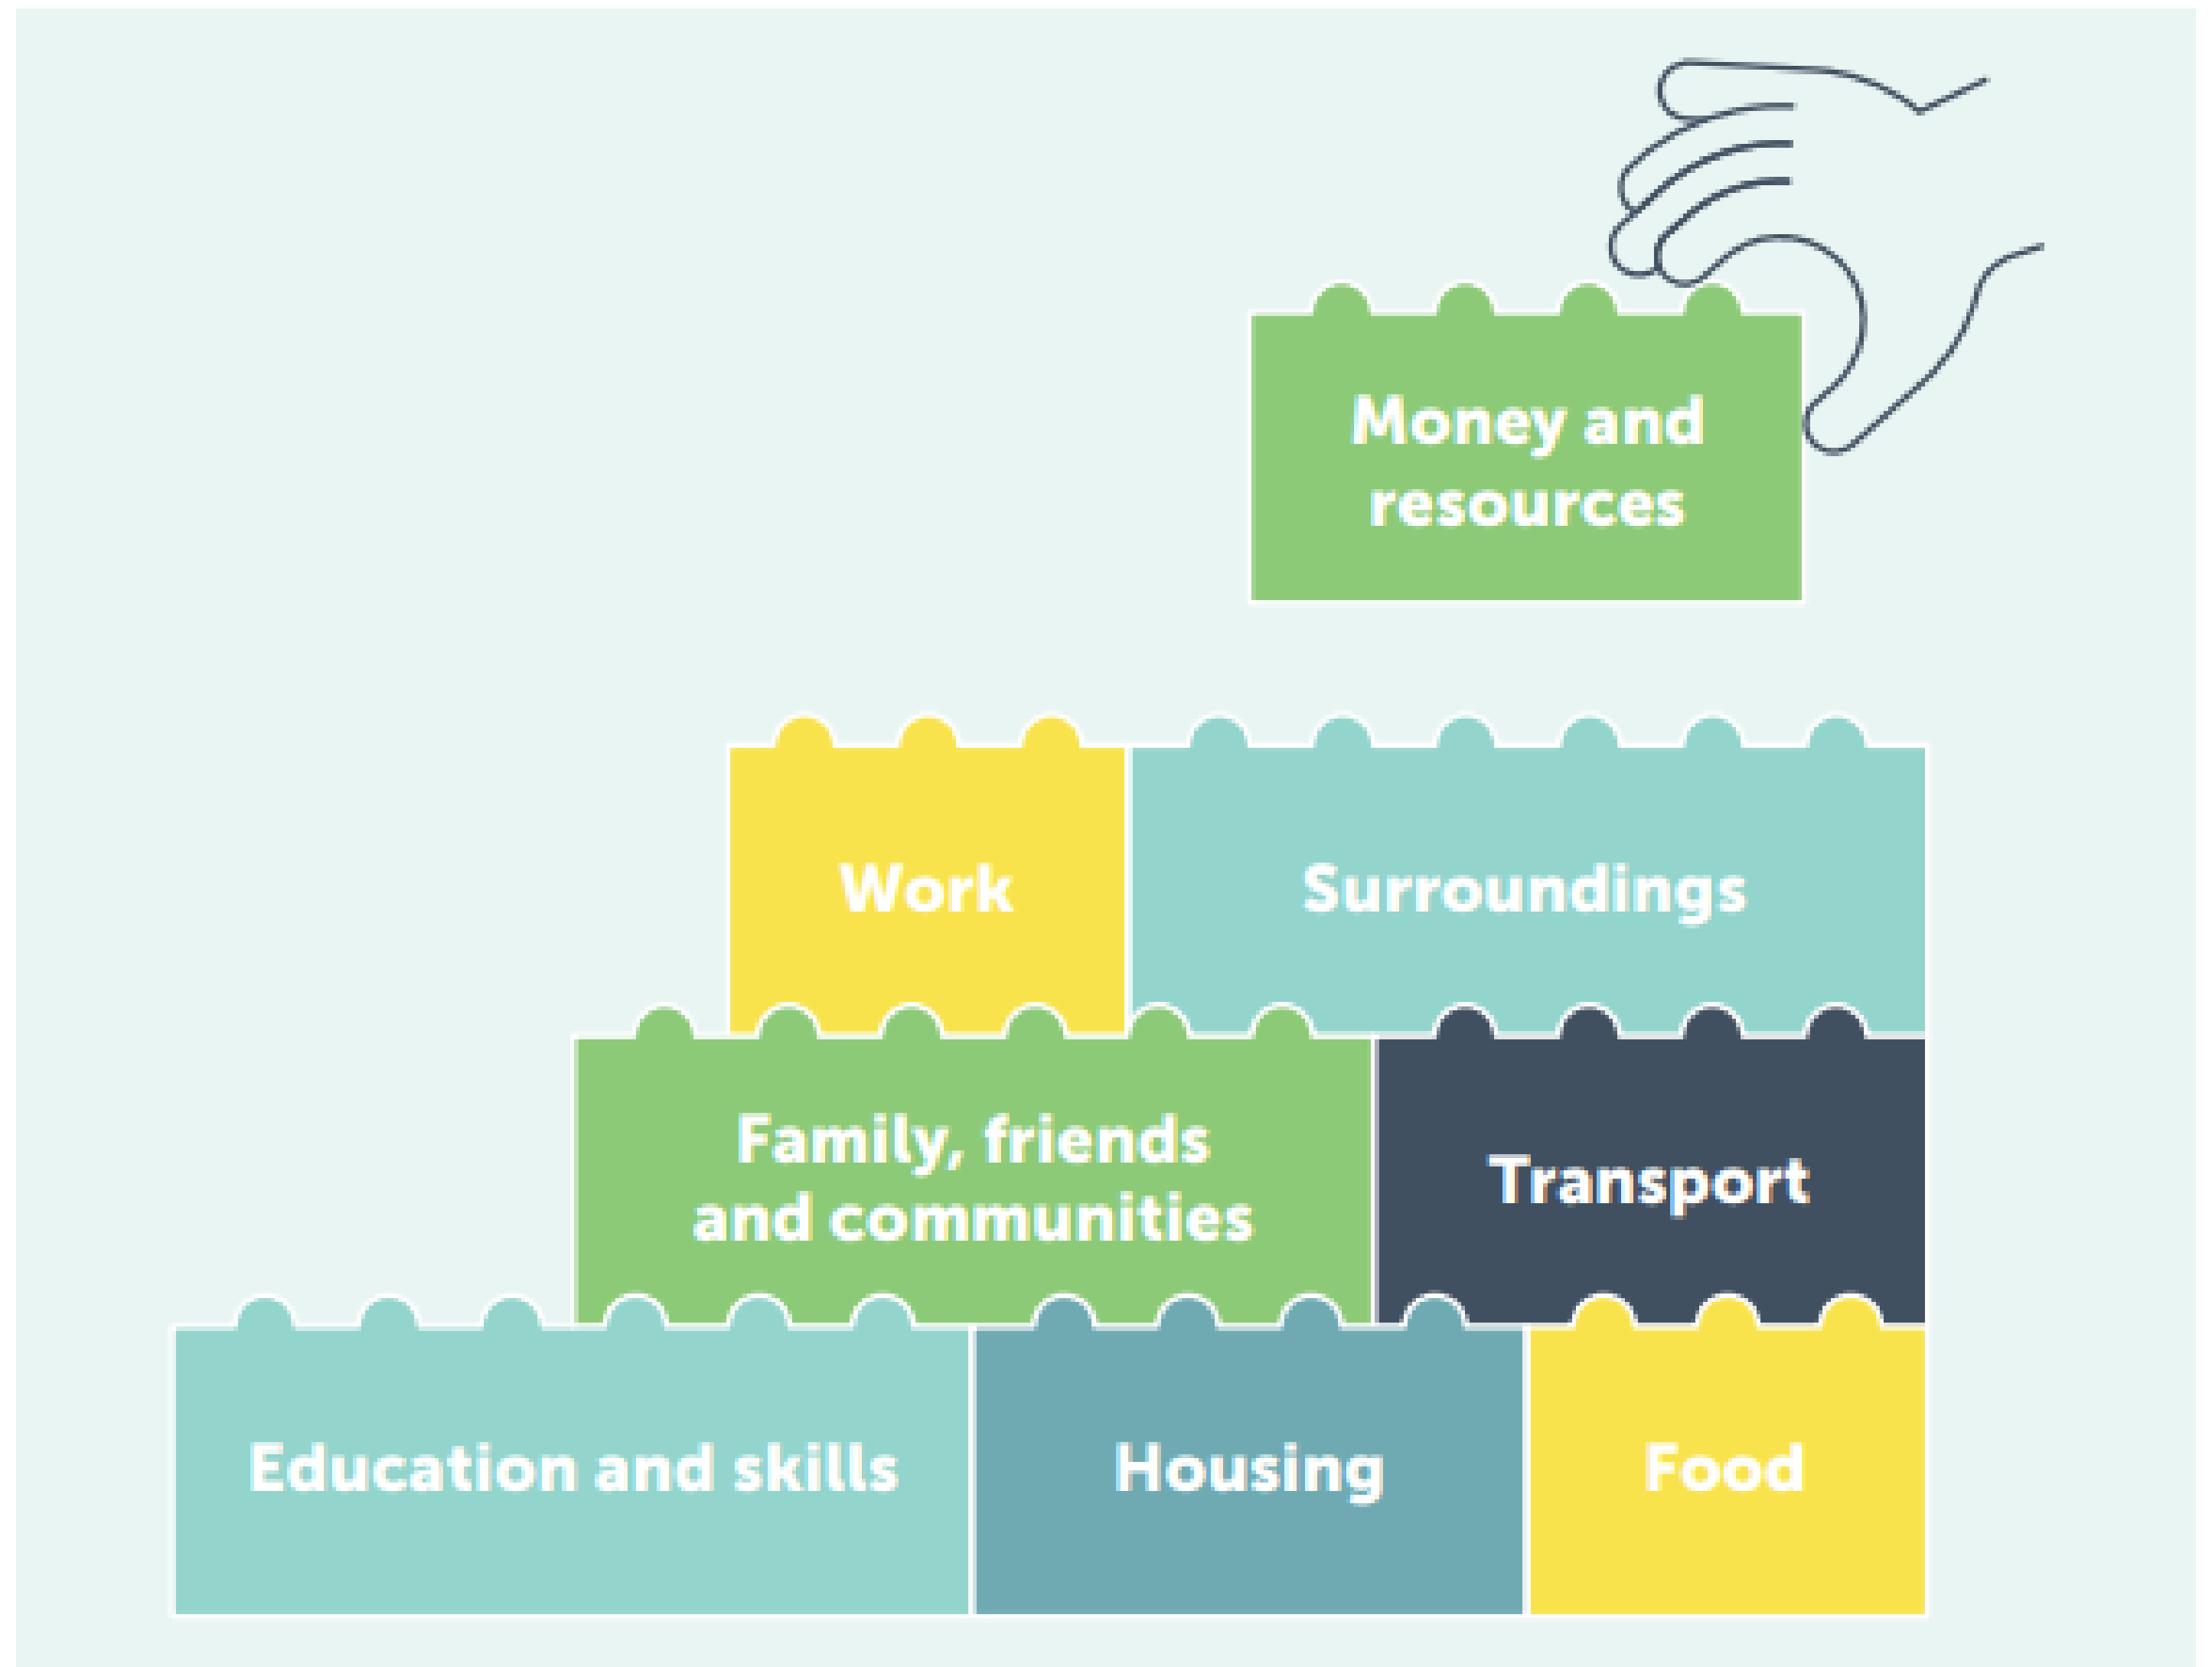 Money and
resources
Work
Surroundings
Family, friends
and communities
Transport
Education and skills
Housing
Food